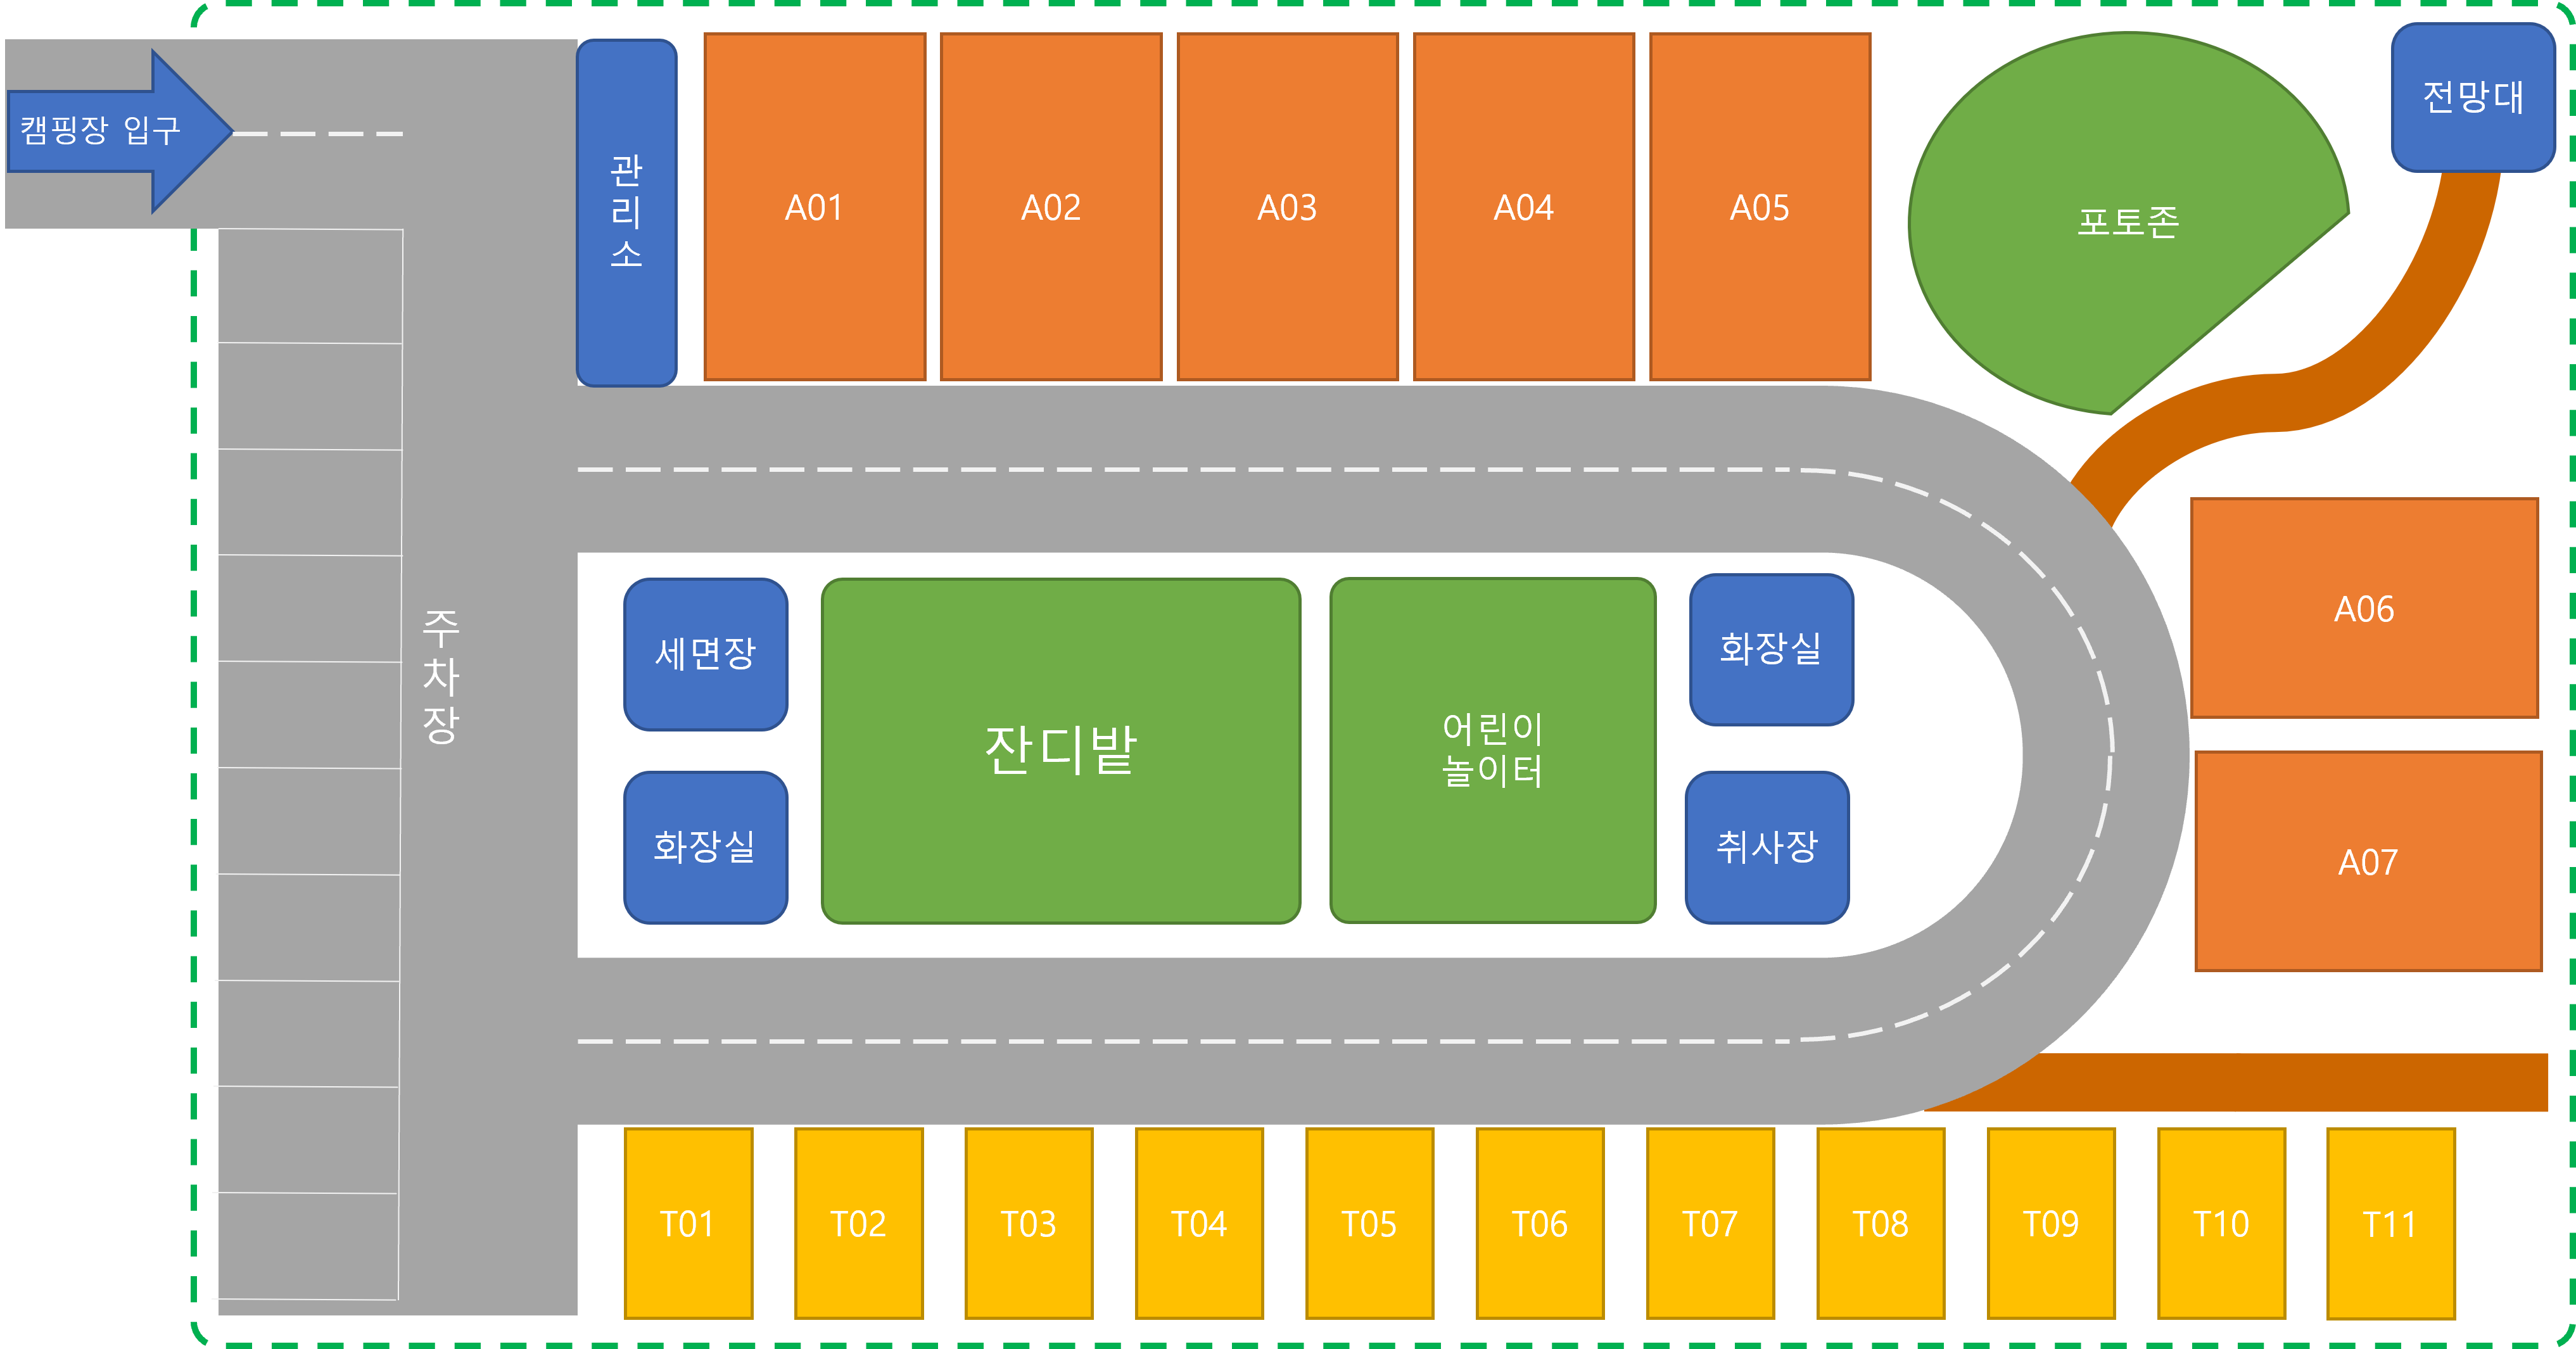 캠핑장 입구
관
리
소
A01
A02
A03
A04
A05
포토존
전망대
주
차
장
세면장
화장실
잔디밭
어린이
놀이터
화장실
취사장
A06
A07
T01
T02
T03
T04
T05
T06
T07
T08
T09
T10
T11